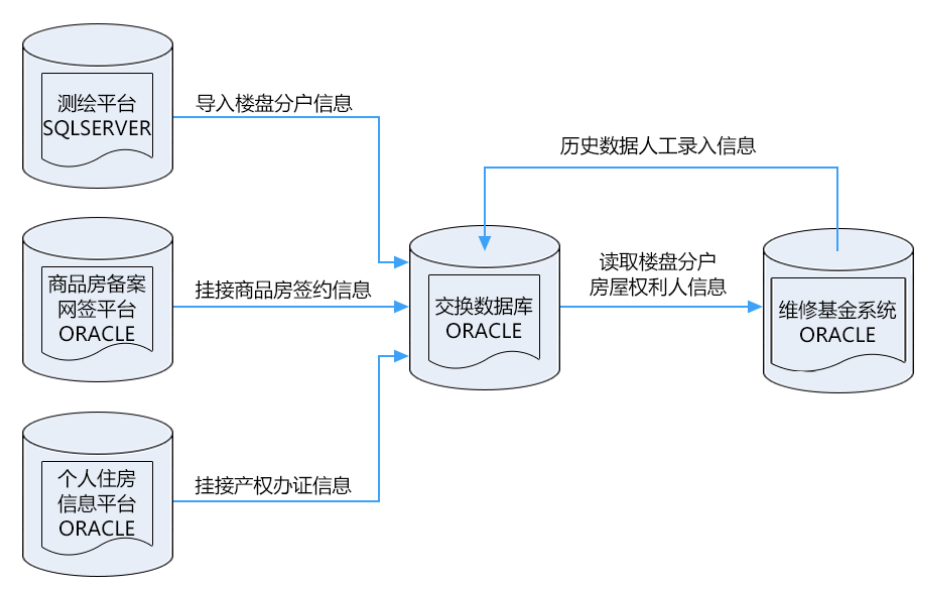 测绘平台
SQLSERVER
导入楼盘分户信息
历史数据人工录入信息
商品房备案
网签平台
ORACLE
挂接商品房签约信息
交换数据库
ORACLE
读取楼盘分户
房屋权利人信息
维修基金系统
ORACLE
个人住房
信息平台
ORACLE
挂接产权办证信息